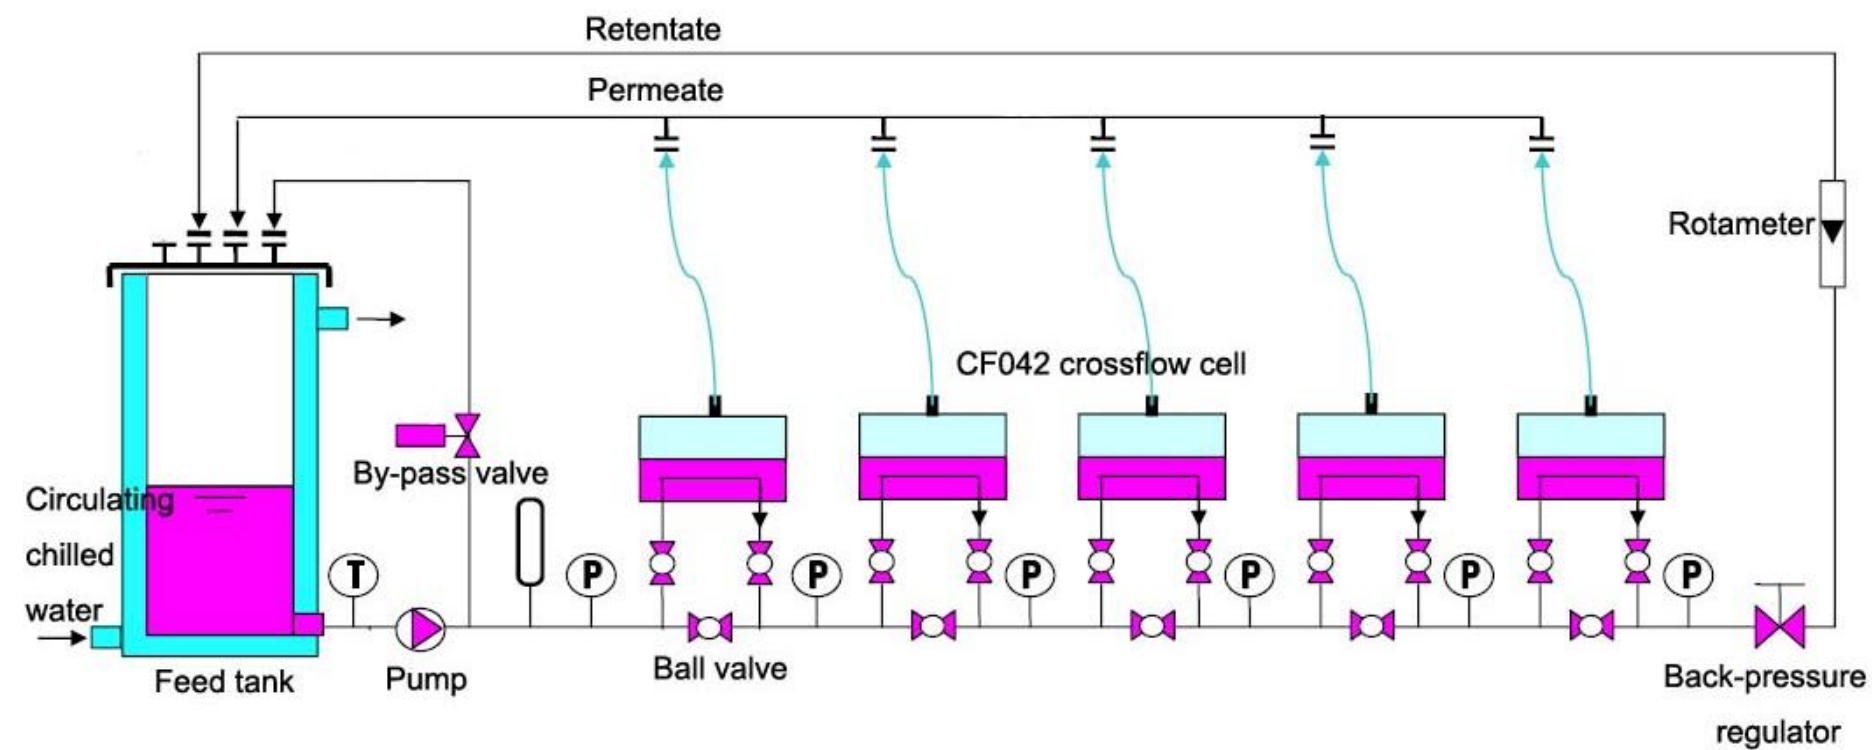 Retentate
Permeate
Rotameter
CF042 crossflow cell
By-pass valve
Circulating
chilled
water
T
P
P
P
P
P
P
Feed tank
Pump
Ball valve
Back-pressure
regulator